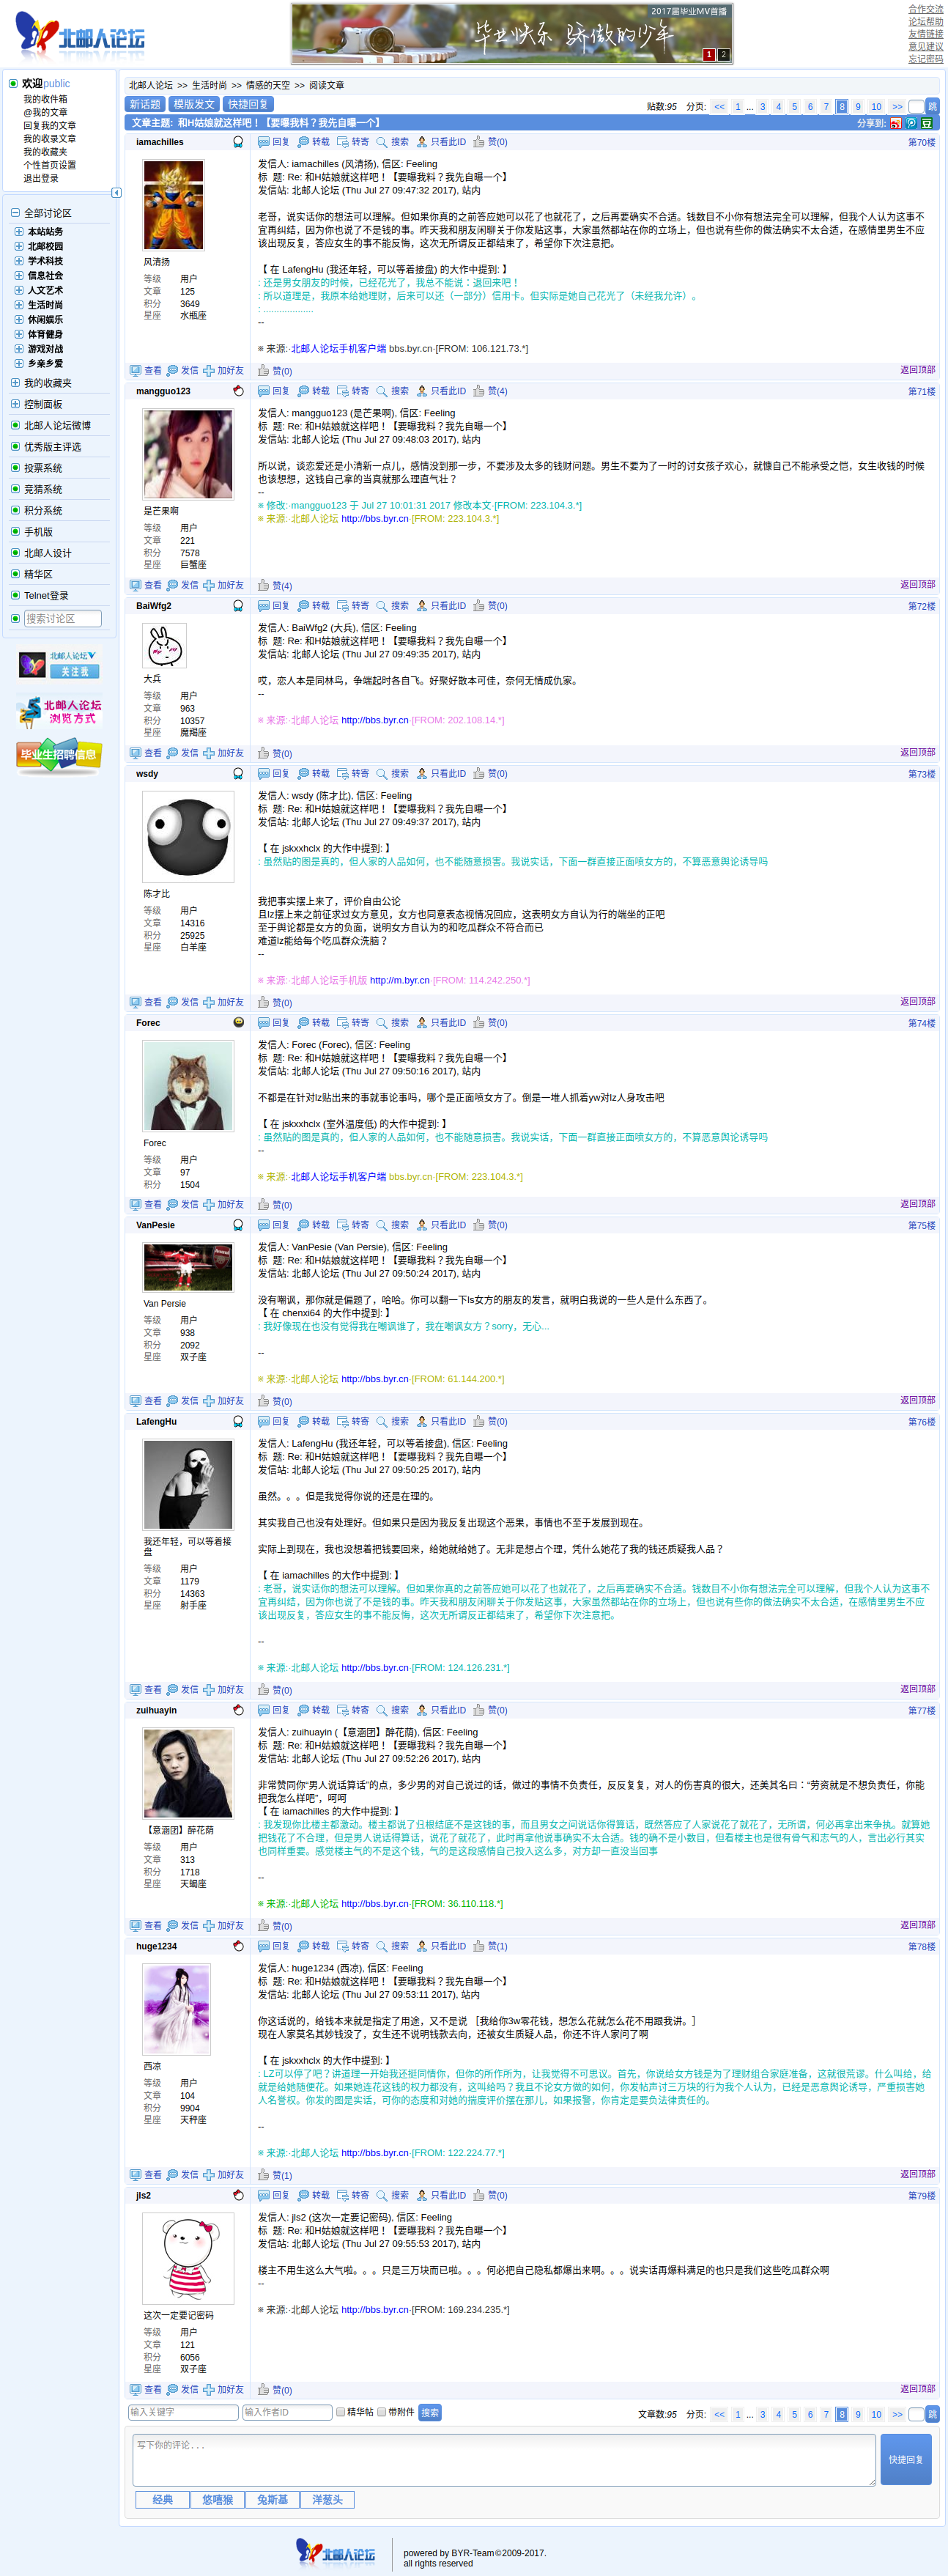 北邮人论坛
2017届毕业MV首播
毕业快乐 骄傲的少年
1 2
合作交流
论坛帮助
友情链接
意见建议
忘记密码
欢迎public
我的收件箱
@我的文章
回复我的文章
我的收录文章
我的收藏夹
个性首页设置
退出登录
全部讨论区
本站站务
北邮校园
学术科技
信息社会
人文艺术
生活时尚
休闲娱乐
体育健身
游戏对战
乡亲乡爱
我的收藏夹
控制面板
北邮人论坛微博
优秀版主评选
投票系统
竞猜系统
积分系统
手机版
北邮人设计
精华区
Telnet登录
搜索讨论区
北邮人论坛
关注我
北邮人论坛
浏览方式
毕业生招聘信息
北邮人论坛 >> 生活时尚 >> 情感的天空 >> 阅读文章
新话题 模版发文 快捷回复
贴数:95 分页: << 1 ... 3 4 5 6 7 8 9 10 >> 跳
文章主题: 和H姑娘就这样吧！【要曝我料？我先自曝一个】 分享到:
iamachilles 回复 转载 转寄 搜索 只看此ID 赞(0) 第70楼
风清扬
等级 用户
文章 125
积分 3649
星座 水瓶座
发信人: iamachilles (风清扬), 信区: Feeling
标 题: Re: 和H姑娘就这样吧！【要曝我料？我先自曝一个】
发信站: 北邮人论坛 (Thu Jul 27 09:47:32 2017), 站内
老哥，说实话你的想法可以理解。但如果你真的之前答应她可以花了也就花了，之后再要确实不合适。钱数目不小你有想法完全可以理解，但我个人认为这事不
宜再纠结，因为你也说了不是钱的事。昨天我和朋友闲聊关于你发贴这事，大家虽然都站在你的立场上，但也说有些你的做法确实不太合适，在感情里男生不应
该出现反复，答应女生的事不能反悔，这次无所谓反正都结束了，希望你下次注意把。
【 在 LafengHu (我还年轻，可以等着接盘) 的大作中提到: 】
: 还是男女朋友的时候，已经花光了，我总不能说：退回来吧！
: 所以道理是，我原本给她理财，后来可以还（一部分）信用卡。但实际是她自己花光了（未经我允许）。
: ...................
--
※ 来源:·北邮人论坛手机客户端 bbs.byr.cn·[FROM: 106.121.73.*]
查看 发信 加好友 赞(0) 返回顶部
mangguo123 回复 转载 转寄 搜索 只看此ID 赞(4) 第71楼
是芒果啊
等级 用户
文章 221
积分 7578
星座 巨蟹座
发信人: mangguo123 (是芒果啊), 信区: Feeling
标 题: Re: 和H姑娘就这样吧！【要曝我料？我先自曝一个】
发信站: 北邮人论坛 (Thu Jul 27 09:48:03 2017), 站内
所以说，谈恋爱还是小清新一点儿，感情没到那一步，不要涉及太多的钱财问题。男生不要为了一时的讨女孩子欢心，就慷自己不能承受之恺，女生收钱的时候
也该想想，这钱自己拿的当真就那么理直气壮？
--
※ 修改:·mangguo123 于 Jul 27 10:01:31 2017 修改本文·[FROM: 223.104.3.*]
※ 来源:·北邮人论坛 http://bbs.byr.cn·[FROM: 223.104.3.*]
查看 发信 加好友 赞(4) 返回顶部
BaiWfg2 回复 转载 转寄 搜索 只看此ID 赞(0) 第72楼
大兵
等级 用户
文章 963
积分 10357
星座 魔羯座
发信人: BaiWfg2 (大兵), 信区: Feeling
标 题: Re: 和H姑娘就这样吧！【要曝我料？我先自曝一个】
发信站: 北邮人论坛 (Thu Jul 27 09:49:35 2017), 站内
哎，恋人本是同林鸟，争端起时各自飞。好聚好散本可佳，奈何无情成仇家。
--
※ 来源:·北邮人论坛 http://bbs.byr.cn·[FROM: 202.108.14.*]
查看 发信 加好友 赞(0) 返回顶部
wsdy 回复 转载 转寄 搜索 只看此ID 赞(0) 第73楼
陈才比
等级 用户
文章 14316
积分 25925
星座 白羊座
发信人: wsdy (陈才比), 信区: Feeling
标 题: Re: 和H姑娘就这样吧！【要曝我料？我先自曝一个】
发信站: 北邮人论坛 (Thu Jul 27 09:49:37 2017), 站内
【 在 jskxxhclx 的大作中提到: 】
: 虽然贴的图是真的，但人家的人品如何，也不能随意损害。我说实话，下面一群直接正面喷女方的，不算恶意舆论诱导吗
我把事实摆上来了，评价自由公论
且lz摆上来之前征求过女方意见，女方也同意表态视情况回应，这表明女方自认为行的端坐的正吧
至于舆论都是女方的负面，说明女方自认为的和吃瓜群众不符合而已
难道lz能给每个吃瓜群众洗脑？
--
※ 来源:·北邮人论坛手机版 http://m.byr.cn·[FROM: 114.242.250.*]
查看 发信 加好友 赞(0) 返回顶部
Forec 回复 转载 转寄 搜索 只看此ID 赞(0) 第74楼
Forec
等级 用户
文章 97
积分 1504
发信人: Forec (Forec), 信区: Feeling
标 题: Re: 和H姑娘就这样吧！【要曝我料？我先自曝一个】
发信站: 北邮人论坛 (Thu Jul 27 09:50:16 2017), 站内
不都是在针对lz贴出来的事就事论事吗，哪个是正面喷女方了。倒是一堆人抓着yw对lz人身攻击吧
【 在 jskxxhclx (室外温度低) 的大作中提到: 】
: 虽然贴的图是真的，但人家的人品如何，也不能随意损害。我说实话，下面一群直接正面喷女方的，不算恶意舆论诱导吗
--
※ 来源:·北邮人论坛手机客户端 bbs.byr.cn·[FROM: 223.104.3.*]
查看 发信 加好友 赞(0) 返回顶部
VanPesie 回复 转载 转寄 搜索 只看此ID 赞(0) 第75楼
Van Persie
等级 用户
文章 938
积分 2092
星座 双子座
发信人: VanPesie (Van Persie), 信区: Feeling
标 题: Re: 和H姑娘就这样吧！【要曝我料？我先自曝一个】
发信站: 北邮人论坛 (Thu Jul 27 09:50:24 2017), 站内
没有嘲讽，那你就是偏题了，哈哈。你可以翻一下ls女方的朋友的发言，就明白我说的一些人是什么东西了。
【 在 chenxi64 的大作中提到: 】
: 我好像现在也没有觉得我在嘲讽谁了，我在嘲讽女方？sorry，无心...
--
※ 来源:·北邮人论坛 http://bbs.byr.cn·[FROM: 61.144.200.*]
查看 发信 加好友 赞(0) 返回顶部
LafengHu 回复 转载 转寄 搜索 只看此ID 赞(0) 第76楼
我还年轻，可以等着接
盘
等级 用户
文章 1179
积分 14363
星座 射手座
发信人: LafengHu (我还年轻，可以等着接盘), 信区: Feeling
标 题: Re: 和H姑娘就这样吧！【要曝我料？我先自曝一个】
发信站: 北邮人论坛 (Thu Jul 27 09:50:25 2017), 站内
虽然。。。但是我觉得你说的还是在理的。
其实我自己也没有处理好。但如果只是因为我反复出现这个恶果，事情也不至于发展到现在。
实际上到现在，我也没想着把钱要回来，给她就给她了。无非是想占个理，凭什么她花了我的钱还质疑我人品？
【 在 iamachilles 的大作中提到: 】
: 老哥，说实话你的想法可以理解。但如果你真的之前答应她可以花了也就花了，之后再要确实不合适。钱数目不小你有想法完全可以理解，但我个人认为这事不
宜再纠结，因为你也说了不是钱的事。昨天我和朋友闲聊关于你发贴这事，大家虽然都站在你的立场上，但也说有些你的做法确实不太合适，在感情里男生不应
该出现反复，答应女生的事不能反悔，这次无所谓反正都结束了，希望你下次注意把。
--
※ 来源:·北邮人论坛 http://bbs.byr.cn·[FROM: 124.126.231.*]
查看 发信 加好友 赞(0) 返回顶部
zuihuayin 回复 转载 转寄 搜索 只看此ID 赞(0) 第77楼
【意涵团】醉花荫
等级 用户
文章 313
积分 1718
星座 天蝎座
发信人: zuihuayin (【意涵团】醉花荫), 信区: Feeling
标 题: Re: 和H姑娘就这样吧！【要曝我料？我先自曝一个】
发信站: 北邮人论坛 (Thu Jul 27 09:52:26 2017), 站内
非常赞同你“男人说话算话”的点，多少男的对自己说过的话，做过的事情不负责任，反反复复，对人的伤害真的很大，还美其名曰：“劳资就是不想负责任，你能
把我怎么样吧”，呵呵
【 在 iamachilles 的大作中提到: 】
: 我发现你比楼主都激动。楼主都说了丑根结底不是这钱的事，而且男女之间说话你得算话，既然答应了人家说花了就花了，无所谓，何必再拿出来争执。就算她
把钱花了不合理，但是男人说话得算话，说花了就花了，此时再拿他说事确实不太合适。钱的确不是小数目，但看楼主也是很有骨气和志气的人，言出必行其实
也同样重要。感觉楼主气的不是这个钱，气的是这段感情自己投入这么多，对方却一直没当回事
--
※ 来源:·北邮人论坛 http://bbs.byr.cn·[FROM: 36.110.118.*]
查看 发信 加好友 赞(0) 返回顶部
huge1234 回复 转载 转寄 搜索 只看此ID 赞(1) 第78楼
西凉
等级 用户
文章 104
积分 9904
星座 天秤座
发信人: huge1234 (西凉), 信区: Feeling
标 题: Re: 和H姑娘就这样吧！【要曝我料？我先自曝一个】
发信站: 北邮人论坛 (Thu Jul 27 09:53:11 2017), 站内
你这话说的，给钱本来就是指定了用途，又不是说 ［我给你3w零花钱，想怎么花就怎么花不用跟我讲。］
现在人家莫名其妙钱没了，女生还不说明钱款去向，还被女生质疑人品，你还不许人家问了啊
【 在 jskxxhclx 的大作中提到: 】
: LZ可以停了吧？讲道理一开始我还挺同情你，但你的所作所为，让我觉得不可思议。首先，你说给女方钱是为了理财组合家庭准备，这就很荒谬。什么叫给，给
就是给她随便花。如果她连花这钱的权力都没有，这叫给吗？我且不论女方做的如何，你发帖声讨三万块的行为我个人认为，已经是恶意舆论诱导，严重损害她
人名誉权。你发的图是实话，可你的态度和对她的揣度评价摆在那儿，如果报警，你肯定是要负法律责任的。
--
※ 来源:·北邮人论坛 http://bbs.byr.cn·[FROM: 122.224.77.*]
查看 发信 加好友 赞(1) 返回顶部
jls2 回复 转载 转寄 搜索 只看此ID 赞(0) 第79楼
这次一定要记密码
等级 用户
文章 121
积分 6056
星座 双子座
发信人: jls2 (这次一定要记密码), 信区: Feeling
标 题: Re: 和H姑娘就这样吧！【要曝我料？我先自曝一个】
发信站: 北邮人论坛 (Thu Jul 27 09:55:53 2017), 站内
楼主不用生这么大气啦。。。只是三万块而已啦。。。何必把自己隐私都爆出来啊。。。说实话再爆料满足的也只是我们这些吃瓜群众啊
--
※ 来源:·北邮人论坛 http://bbs.byr.cn·[FROM: 169.234.235.*]
查看 发信 加好友 赞(0) 返回顶部
输入关键字 输入作者ID 精华帖 带附件 搜索
文章数:95 分页: << 1 ... 3 4 5 6 7 8 9 10 >> 跳
写下你的评论...
快捷回复
经典 悠嘻猴 兔斯基 洋葱头
北邮人论坛
powered by BYR-Team©2009-2017.
all rights reserved